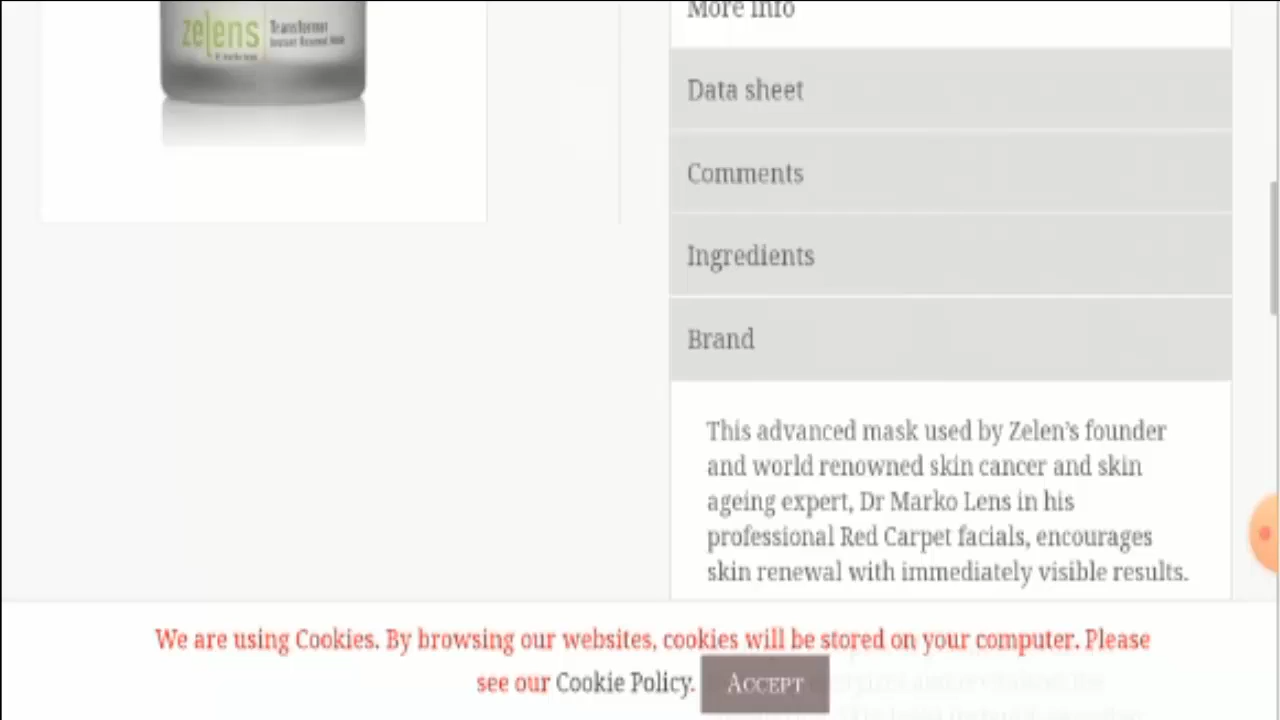 zelens
Transformer
Instant Renewal Mask
More info
Data sheet
Comments
Ingredients
Brand
This advanced mask used by Zelen's founder
and world renowned skin cancer and skin
ageing expert, Dr Marko Lens in his
professional Red Carpet facials, encourages
skin renewal with immediately visible results.
We are using Cookies. By browsing our websites, cookies will be stored on your computer. Please
see our Cookie Policy.
ACCEPT